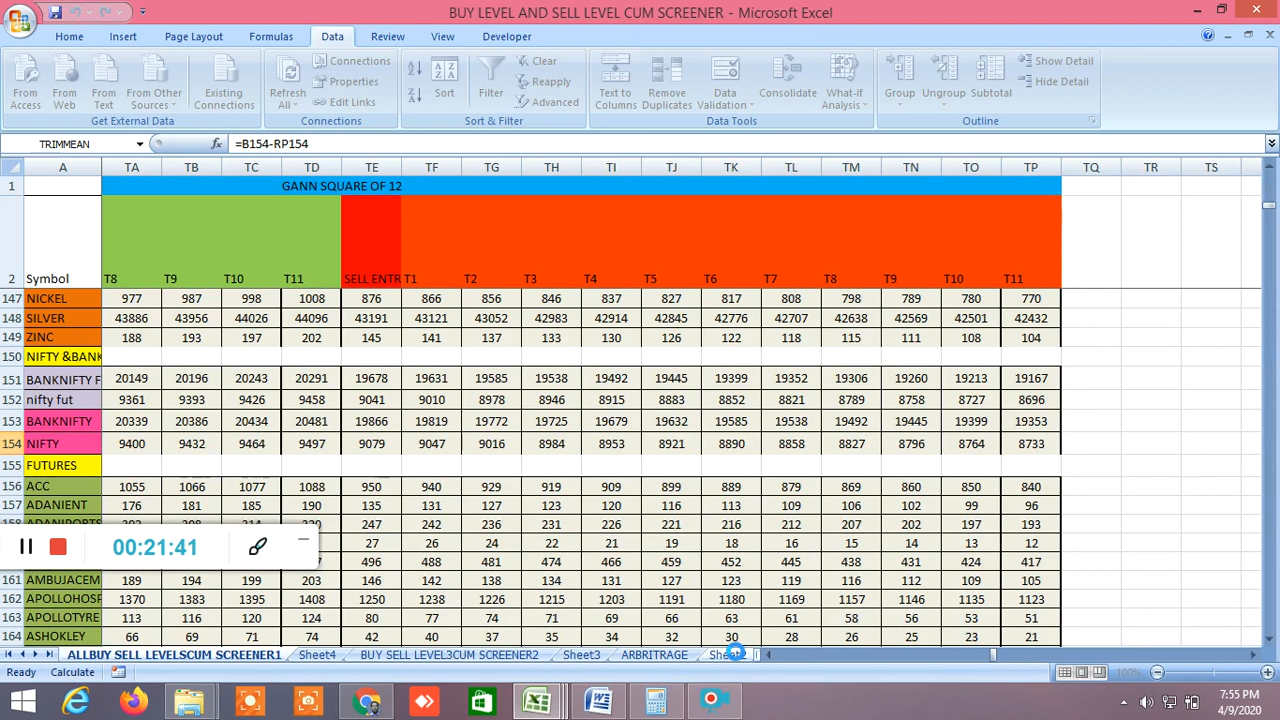 BUY LEVEL AND SELL LEVEL CUM SCREENER - Microsoft Excel
Home Insert Page Layout Formulas Data Review View Developer
From Access From Web From Text From Other Sources Existing Connections Refresh All Connections Properties Edit Links Sort Filter Clear Reapply Advanced Text to Columns Remove Duplicates Data Validation Consolidate What-If Analysis Group Ungroup Subtotal Show Detail Hide Detail
Get External Data Connections Sort & Filter Data Tools Outline
TRIMMEAN fx =B154-RP154
A TA TB TC TD TE TF TG TH TI TJ TK TL TM TN TO TP TQ TR TS
1 GANN SQUARE OF 12
2 Symbol T8 T9 T10 T11 SELL ENTR T1 T2 T3 T4 T5 T6 T7 T8 T9 T10 T11
147 NICKEL 977 987 998 1008 876 866 856 846 837 827 817 808 798 789 780 770
148 SILVER 43886 43956 44026 44096 43191 43121 43052 42983 42914 42845 42776 42707 42638 42569 42501 42432
149 ZINC 188 193 197 202 145 141 137 133 130 126 122 118 115 111 108 104
150 NIFTY &BANK
151 BANKNIFTY F 20149 20196 20243 20291 19678 19631 19585 19538 19492 19445 19399 19352 19306 19260 19213 19167
152 nifty fut 9361 9393 9426 9458 9041 9010 8978 8946 8915 8883 8852 8821 8789 8758 8727 8696
153 BANKNIFTY 20339 20386 20434 20481 19866 19819 19772 19725 19679 19632 19585 19538 19492 19445 19399 19353
154 NIFTY 9400 9432 9464 9497 9079 9047 9016 8984 8953 8921 8890 8858 8827 8796 8764 8733
155 FUTURES
156 ACC 1055 1066 1077 1088 950 940 929 919 909 899 889 879 869 860 850 840
157 ADANIENT 176 181 185 190 135 131 127 123 120 116 113 109 106 102 99 96
247 242 236 231 226 221 216 212 207 202 197 193
27 26 24 22 21 19 18 16 15 14 13 12
496 488 481 474 466 459 452 445 438 431 424 417
00:21:41
161 AMBUJACEM 189 194 199 203 146 142 138 134 131 127 123 119 116 112 109 105
162 APOLLOHOSP 1370 1383 1395 1408 1250 1238 1226 1215 1203 1191 1180 1169 1157 1146 1135 1123
163 APOLLOTYRE 113 116 120 124 80 77 74 71 69 66 63 61 58 56 53 51
164 ASHOKLEY 66 69 71 74 42 40 37 35 34 32 30 28 26 25 23 21
ALLBUY SELL LEVELSCUM SCREENER1 Sheet4 BUY SELL LEVEL3CUM SCREENER2 Sheet3 ARBRITRAGE
Ready Calculate 100%
7:55 PM
4/9/2020